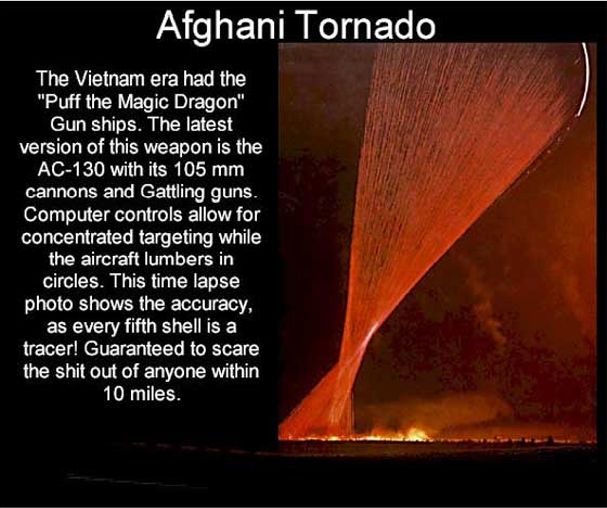 Afghani Tornado
The Vietnam era had the
"Puff the Magic Dragon"
Gun ships. The latest
version of this weapon is the
AC-130 with its 105 mm
cannons and Gattling guns.
Computer controls allow for
concentrated targeting while
the aircraft lumbers in
circles. This time lapse
photo shows the accuracy,
as every fifth shell is a
tracer! Guaranteed to scare
the shit out of anyone within
10 miles.